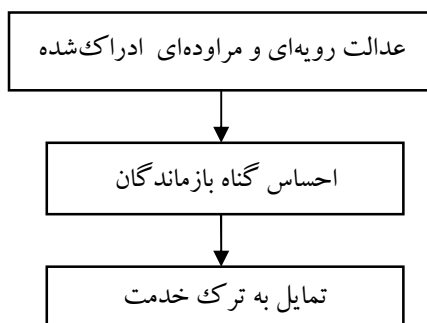 عدالت رویه‌ای و مراوده‌ای ادراک‌شده
احساس گناه بازماندگان
تمایل به ترک خدمت